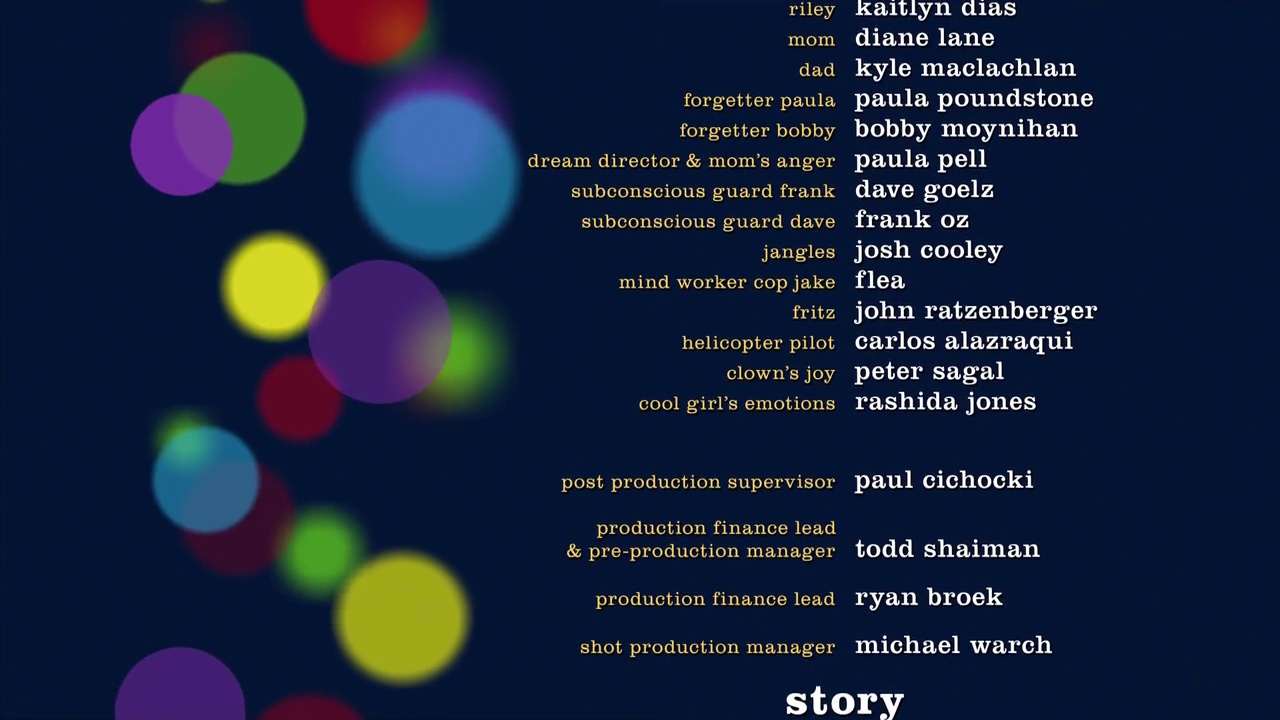 riley kaitlyn dias
mom diane lane
dad kyle maclachlan
forgetter paula paula poundstone
forgetter bobby bobby moynihan
dream director & mom's anger paula pell
subconscious guard frank dave goelz
subconscious guard dave frank oz
jangles josh cooley
mind worker cop jake flea
fritz john ratzenberger
helicopter pilot carlos alazraqui
clown's joy peter sagal
cool girl's emotions rashida jones
post production supervisor paul cichocki
production finance lead
& pre-production manager todd shaiman
production finance lead ryan broek
shot production manager michael warch
story